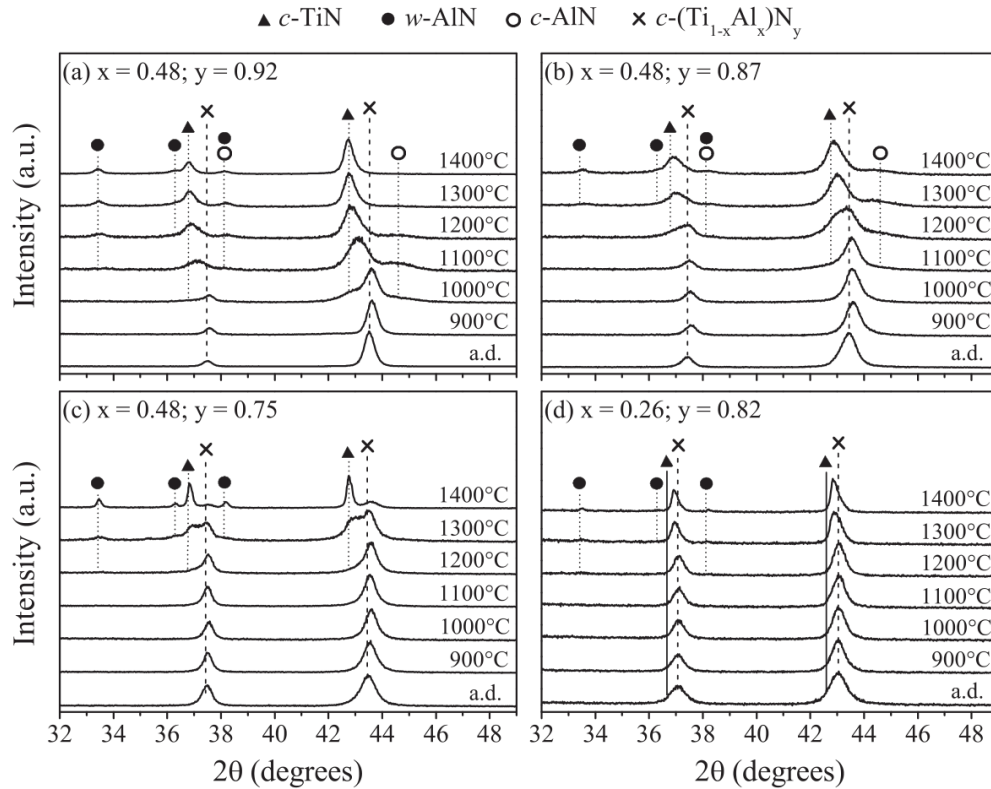 ▲ c-TiN ● w-AlN ○ c-AlN × c-(Ti1-xAlx)Ny
(a) x = 0.48; y = 0.92
1400°C
1300°C
1200°C
1100°C
1000°C
900°C
a.d.
(b) x = 0.48; y = 0.87
1400°C
1300°C
1200°C
1100°C
1000°C
900°C
a.d.
Intensity (a.u.)
(c) x = 0.48; y = 0.75
1400°C
1300°C
1200°C
1100°C
1000°C
900°C
a.d.
(d) x = 0.26; y = 0.82
1400°C
1300°C
1200°C
1100°C
1000°C
900°C
a.d.
Intensity (a.u.)
32 34 36 38 40 42 44 46 48
32 34 36 38 40 42 44 46 48
2θ (degrees)
2θ (degrees)